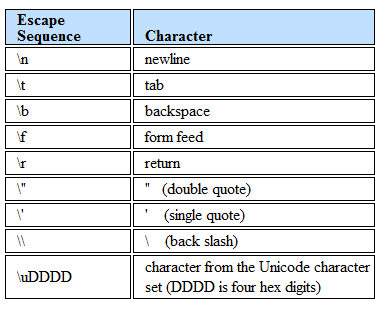 Escape
Sequence Character
\n newline
\t tab
\b backspace
\f form feed
\r return
\" " (double quote)
\' ' (single quote)
\\ \ (back slash)
\uDDDD character from the Unicode character
set (DDDD is four hex digits)